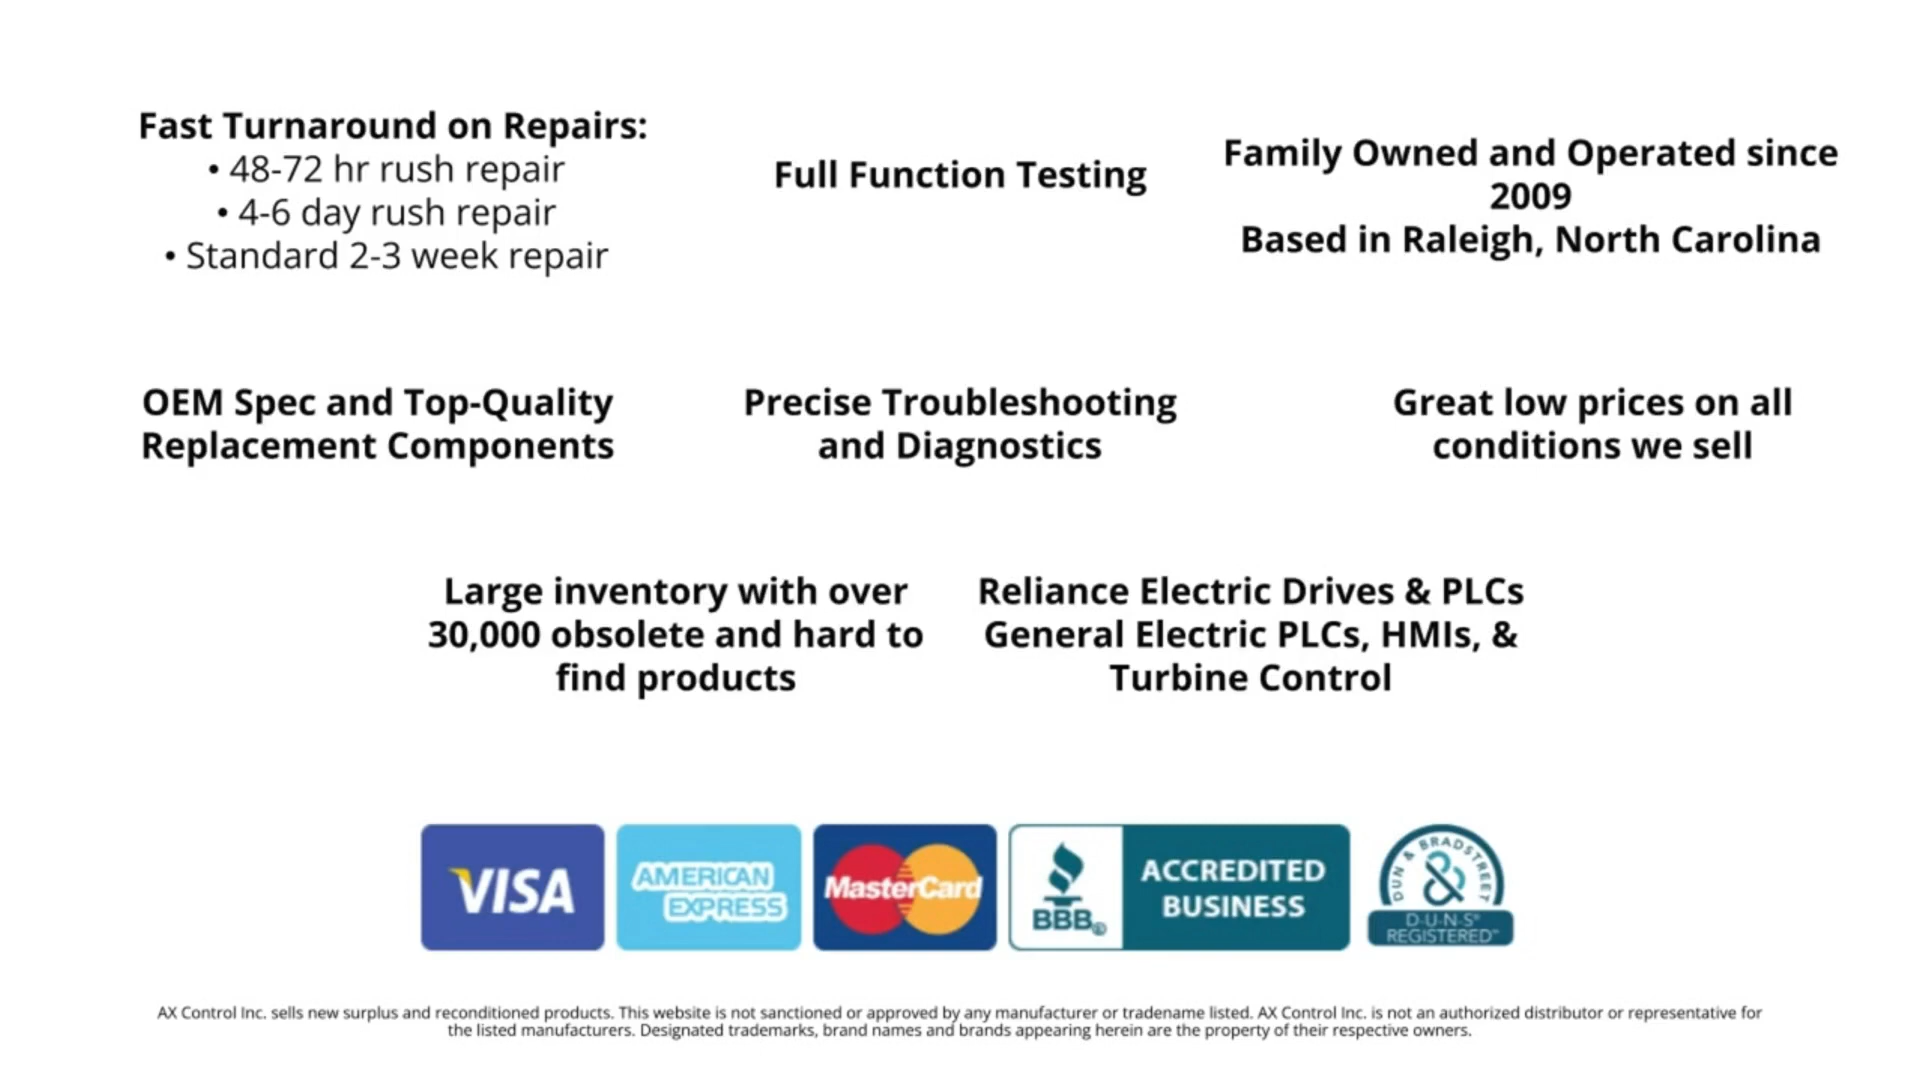 Fast Turnaround on Repairs:
• 48-72 hr rush repair
• 4-6 day rush repair
• Standard 2-3 week repair
Full Function Testing
Family Owned and Operated since
2009
Based in Raleigh, North Carolina
OEM Spec and Top-Quality
Replacement Components
Precise Troubleshooting
and Diagnostics
Great low prices on all
conditions we sell
Large inventory with over
30,000 obsolete and hard to
find products
Reliance Electric Drives & PLCs
General Electric PLCs, HMIs, &
Turbine Control
VISA
AMERICAN
EXPRESS
MasterCard
BBB®
ACCREDITED
BUSINESS
DUN & BRADSTREET
&
D-U-N-S®
REGISTERED™
AX Control Inc. sells new surplus and reconditioned products. This website is not sanctioned or approved by any manufacturer or tradename listed. AX Control Inc. is not an authorized distributor or representative for
the listed manufacturers. Designated trademarks, brand names and brands appearing herein are the property of their respective owners.